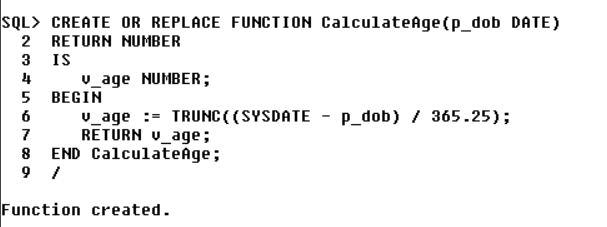 SQL> CREATE OR REPLACE FUNCTION CalculateAge(p_dob DATE)
  2  RETURN NUMBER
  3  IS
  4     v_age NUMBER;
  5  BEGIN
  6     v_age := TRUNC((SYSDATE - p_dob) / 365.25);
  7     RETURN v_age;
  8  END CalculateAge;
  9  /
Function created.